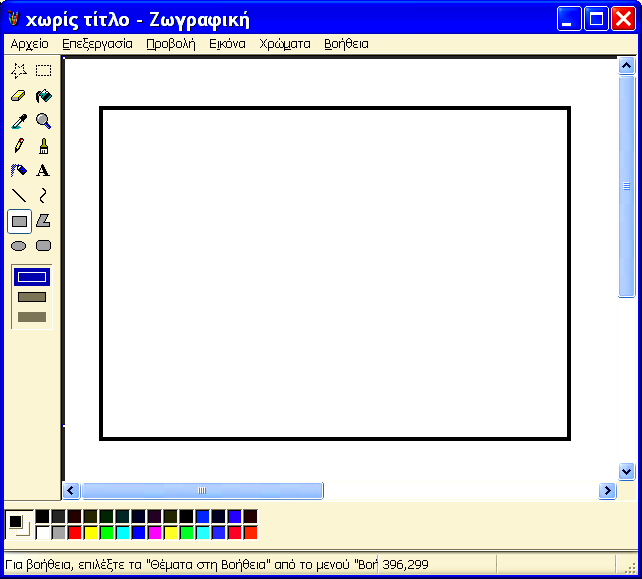 χωρίς τίτλο - Ζωγραφική
Αρχείο Επεξεργασία Προβολή Εικόνα Χρώματα Βοήθεια
A
Για βοήθεια, επιλέξτε τα "Θέματα στη Βοήθεια" από το μενού "Βοή 396,299